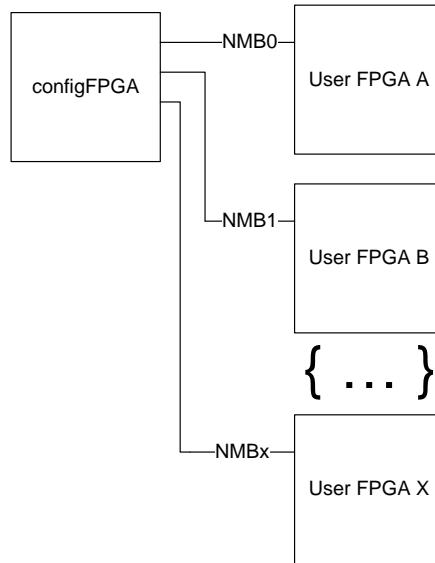 NMB0
configFPGA
User FPGA A
NMB1
User FPGA B
{ ... }
NMBx
User FPGA X